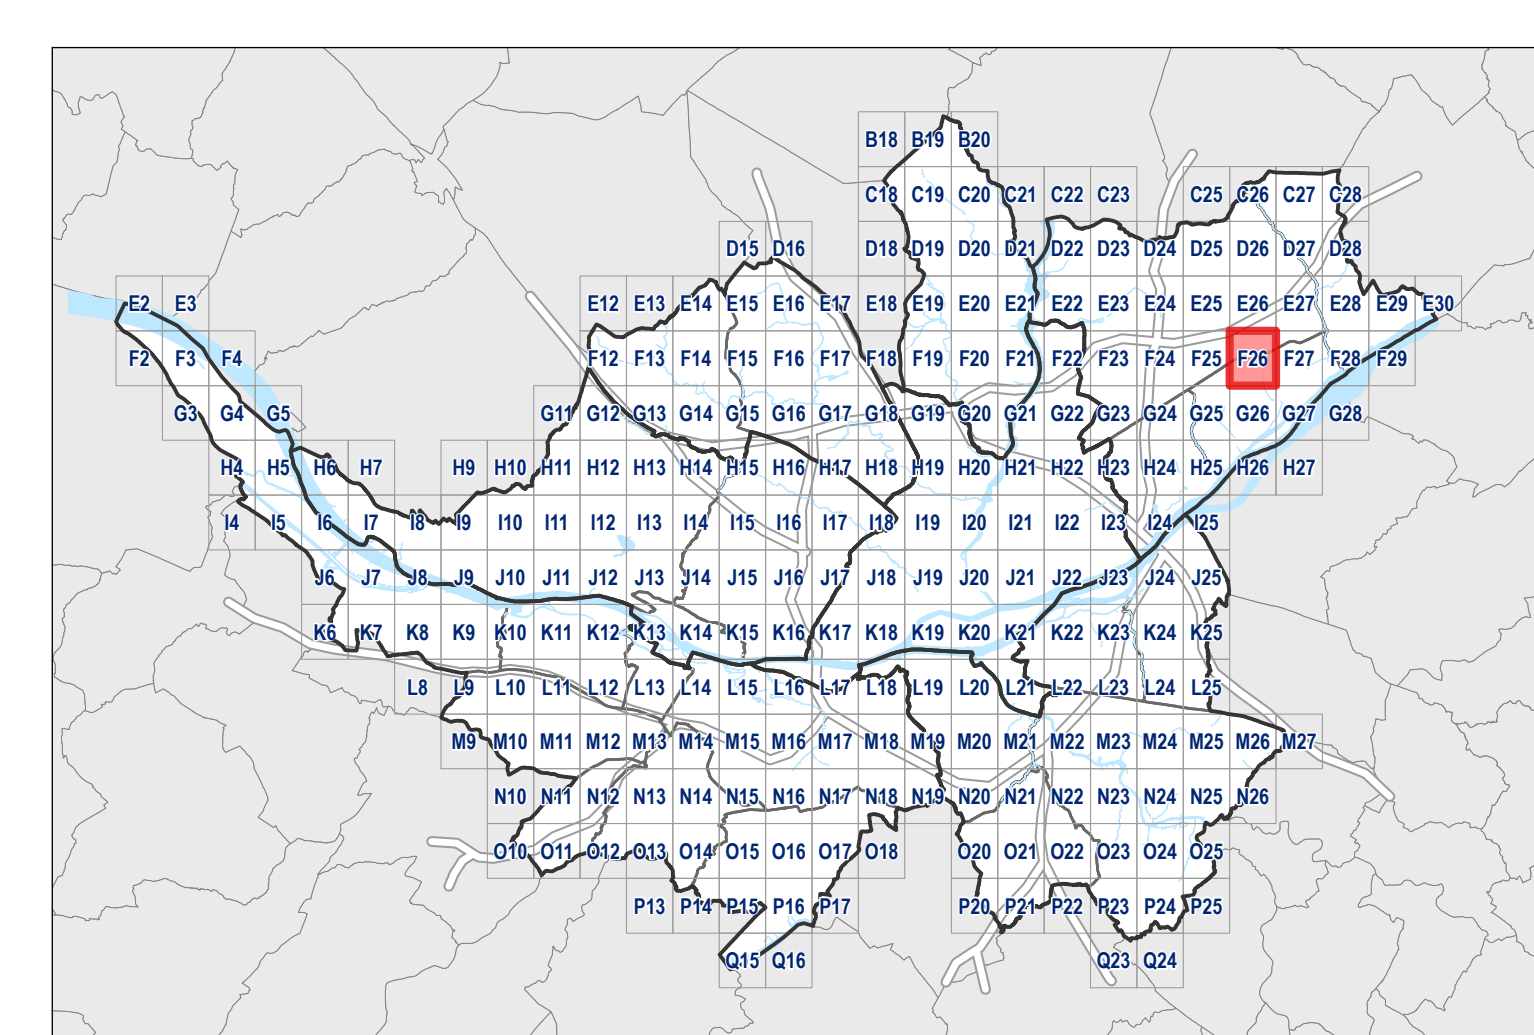 B18 B19 B20
C18 C19 C20 C21 C22 C23 C25 C26 C27 C28
D15 D16 D18 D19 D20 D21 D22 D23 D24 D25 D26 D27 D28
E2 E3 E12 E13 E14 E15 E16 E17 E18 E19 E20 E21 E22 E23 E24 E25 E26 E27 E28 E29 E30
F2 F3 F4 F12 F13 F14 F15 F16 F17 F18 F19 F20 F21 F22 F23 F24 F25 F26 F27 F28 F29
G3 G4 G5 G11 G12 G13 G14 G15 G16 G17 G18 G19 G20 G21 G22 G23 G24 G25 G26 G27 G28
H4 H5 H6 H7 H9 H10 H11 H12 H13 H14 H15 H16 H17 H18 H19 H20 H21 H22 H23 H24 H25 H26 H27
I4 I5 I6 I7 I8 I9 I10 I11 I12 I13 I14 I15 I16 I17 I18 I19 I20 I21 I22 I23 I24 I25
J6 J7 J8 J9 J10 J11 J12 J13 J14 J15 J16 J17 J18 J19 J20 J21 J22 J23 J24 J25
K6 K7 K8 K9 K10 K11 K12 K13 K14 K15 K16 K17 K18 K19 K20 K21 K22 K23 K24 K25
L8 L9 L10 L11 L12 L13 L14 L15 L16 L17 L18 L19 L20 L21 L22 L23 L24 L25
M9 M10 M11 M12 M13 M14 M15 M16 M17 M18 M19 M20 M21 M22 M23 M24 M25 M26 M27
N10 N11 N12 N13 N14 N15 N16 N17 N18 N19 N20 N21 N22 N23 N24 N25 N26
O10 O11 O12 O13 O14 O15 O16 O17 O18 O20 O21 O22 O23 O24 O25
P13 P14 P15 P16 P17 P20 P21 P22 P23 P24 P25
Q15 Q16 Q23 Q24